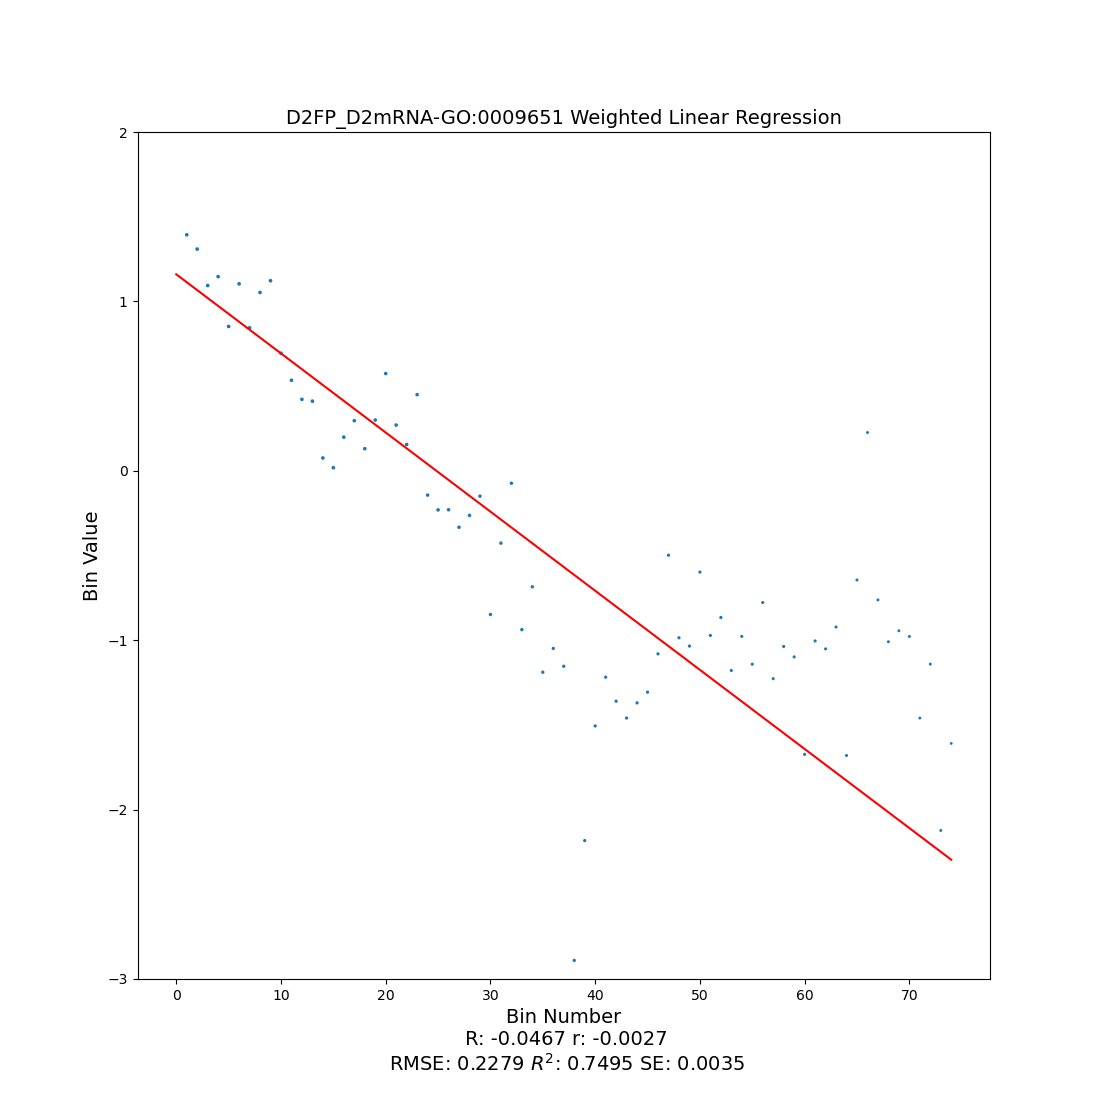 D2FP_D2mRNA-GO:0009651 Weighted Linear Regression
2
1
0
−1
−2
−3
Bin Value
0 10 20 30 40 50 60 70
Bin Number
R: -0.0467 r: -0.0027
RMSE: 0.2279 R²: 0.7495 SE: 0.0035